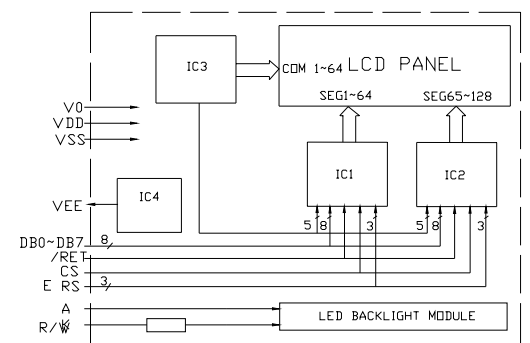 IC3
COM 1~64 LCD PANEL
SEG1~64 SEG65~128
V0
VDD
VSS
IC1 IC2
IC4
VEE
5 8 3 5 8 3
DB0~DB7 8
/RET
CS
E RS 3
A
K
R/W
LED BACKLIGHT MODULE